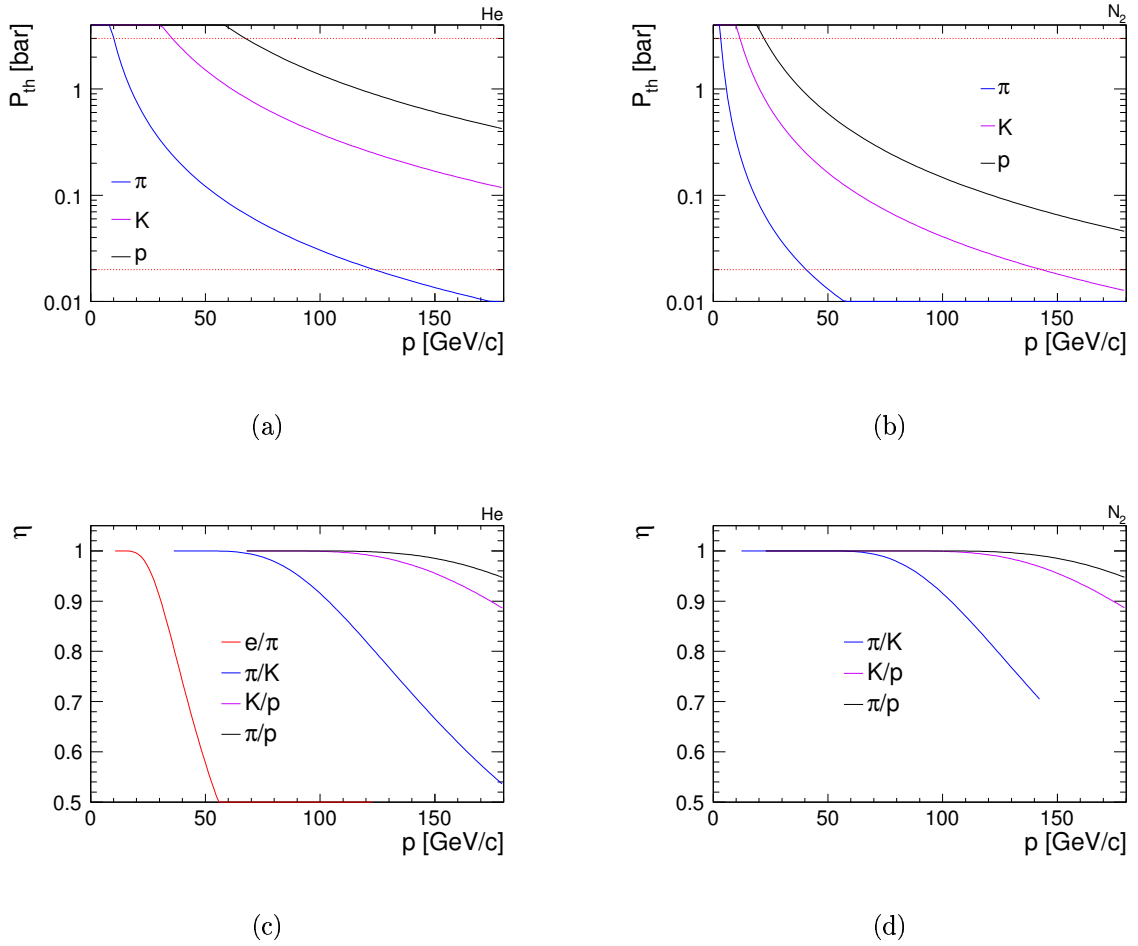 He
P_th [bar]
1
0.1
0.01
π
K
p
0 50 100 150
p [GeV/c]
(a)
N_2
P_th [bar]
1
0.1
0.01
π
K
p
0 50 100 150
p [GeV/c]
(b)
He
η
1
0.9
0.8
0.7
0.6
0.5
e/π
π/K
K/p
π/p
0 50 100 150
p [GeV/c]
(c)
N_2
η
1
0.9
0.8
0.7
0.6
0.5
π/K
K/p
π/p
0 50 100 150
p [GeV/c]
(d)